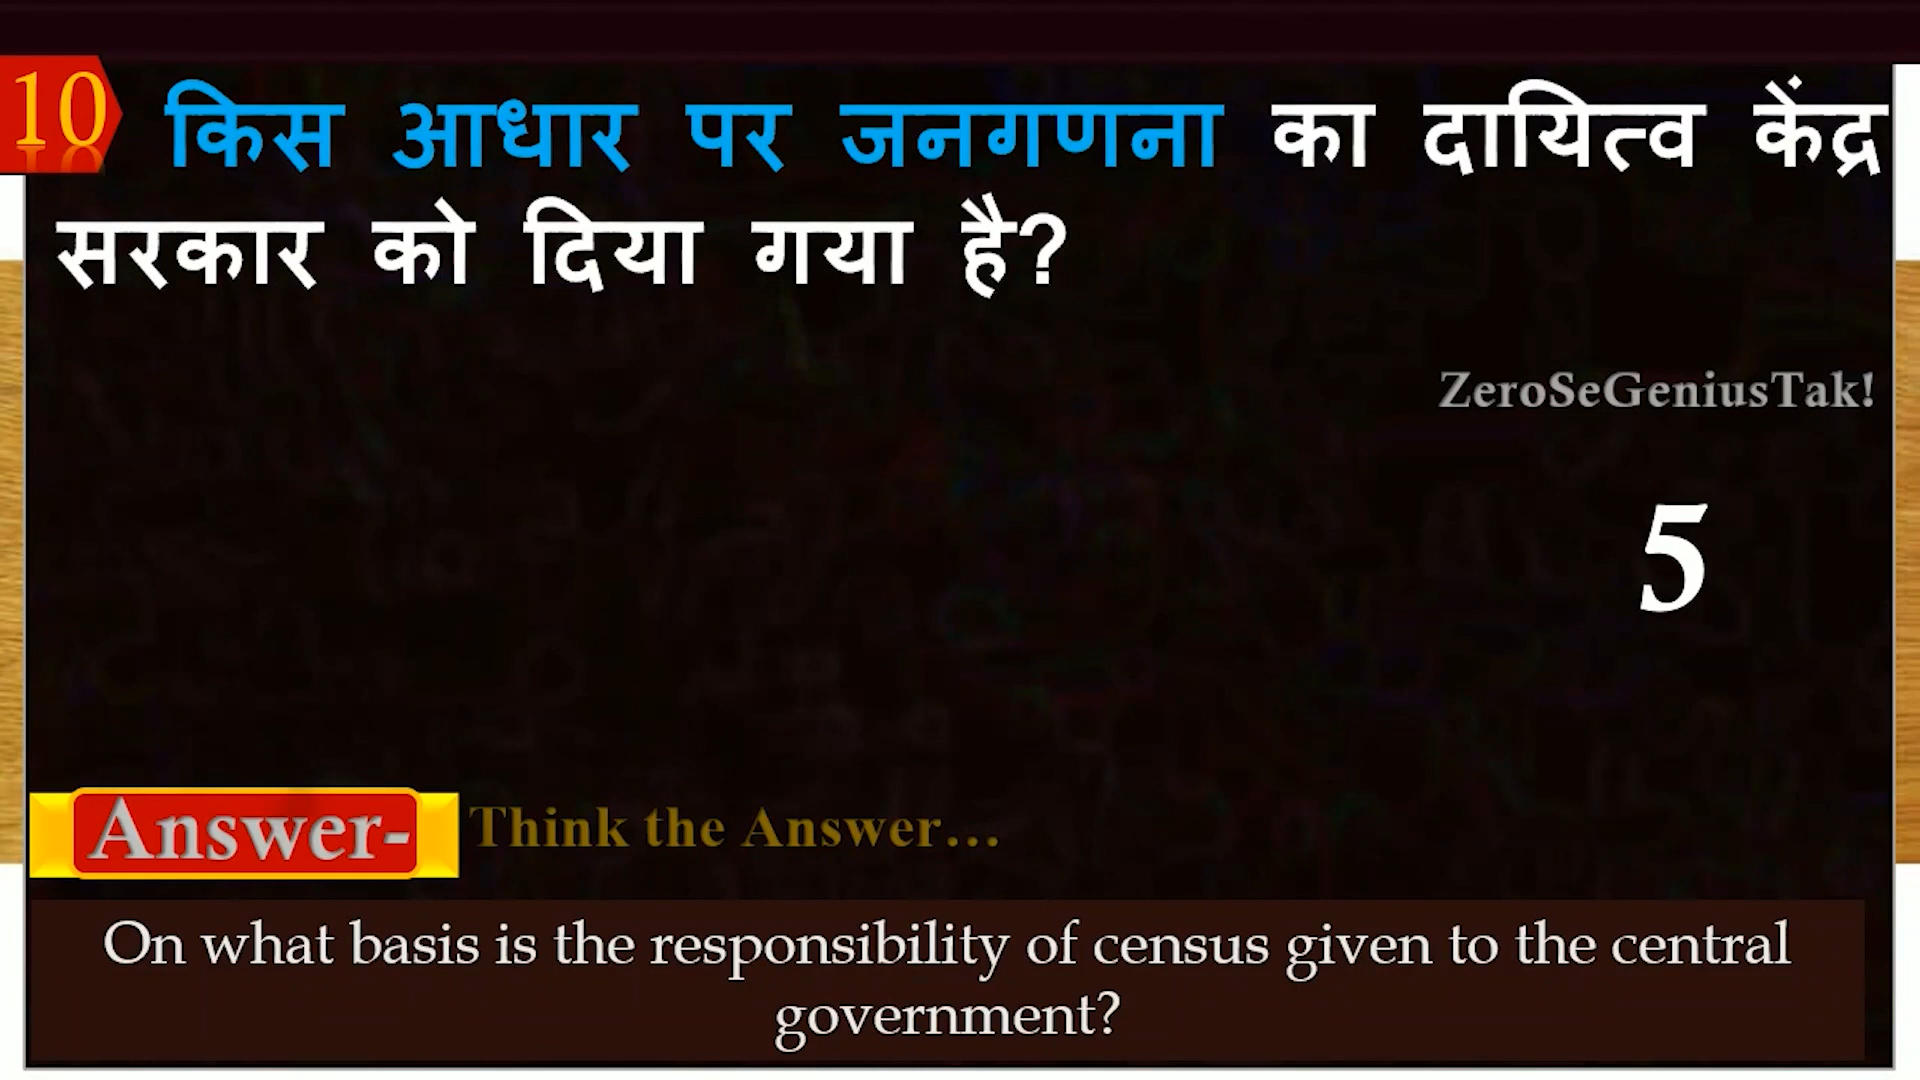 10
किस आधार पर जनगणना का दायित्व केंद्र
सरकार को दिया गया है?
ZeroSeGeniusTak!
5
Answer- Think the Answer...
On what basis is the responsibility of census given to the central
government?